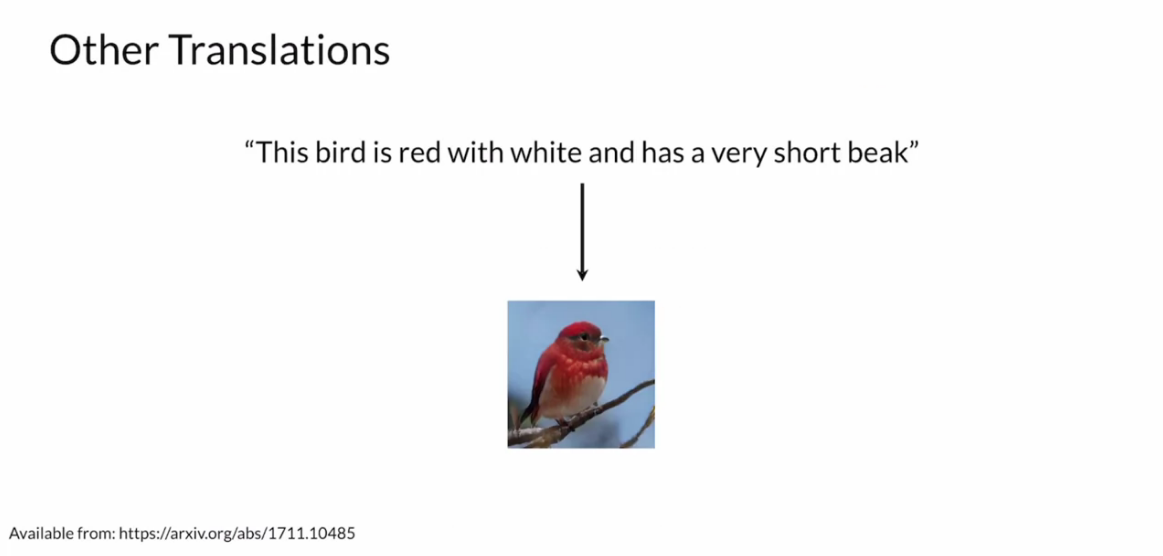 Other Translations
“This bird is red with white and has a very short beak”
Available from: https://arxiv.org/abs/1711.10485